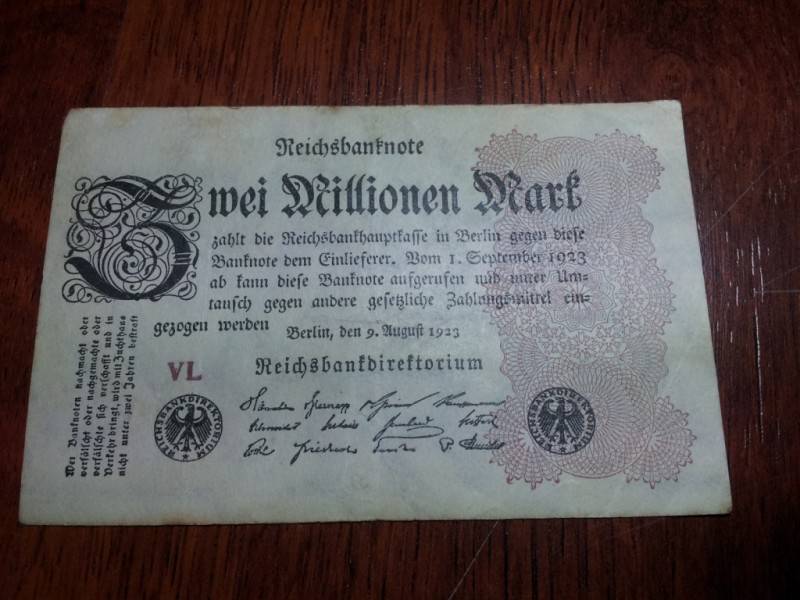 Reichsbanknote
Zwei Millionen Mark
zahlt die Reichsbankhauptkasse in Berlin gegen diese
Banknote dem Einlieferer. Vom 1. September 1923
ab kann diese Banknote aufgerufen und unter Um-
tausch gegen andere gesetzliche Zahlungsmittel ein-
gezogen werden
Berlin, den 9. August 1923
Reichsbankdirektorium
VL
Wer Banknoten nachmacht oder
verfälscht oder nachgemachte oder
verfälschte sich verschafft und in
Verkehr bringt, wird mit Zuchthaus
nicht unter zwei Jahren bestraft
REICHSBANKDIREKTORIUM
REICHSBANKDIREKTORIUM